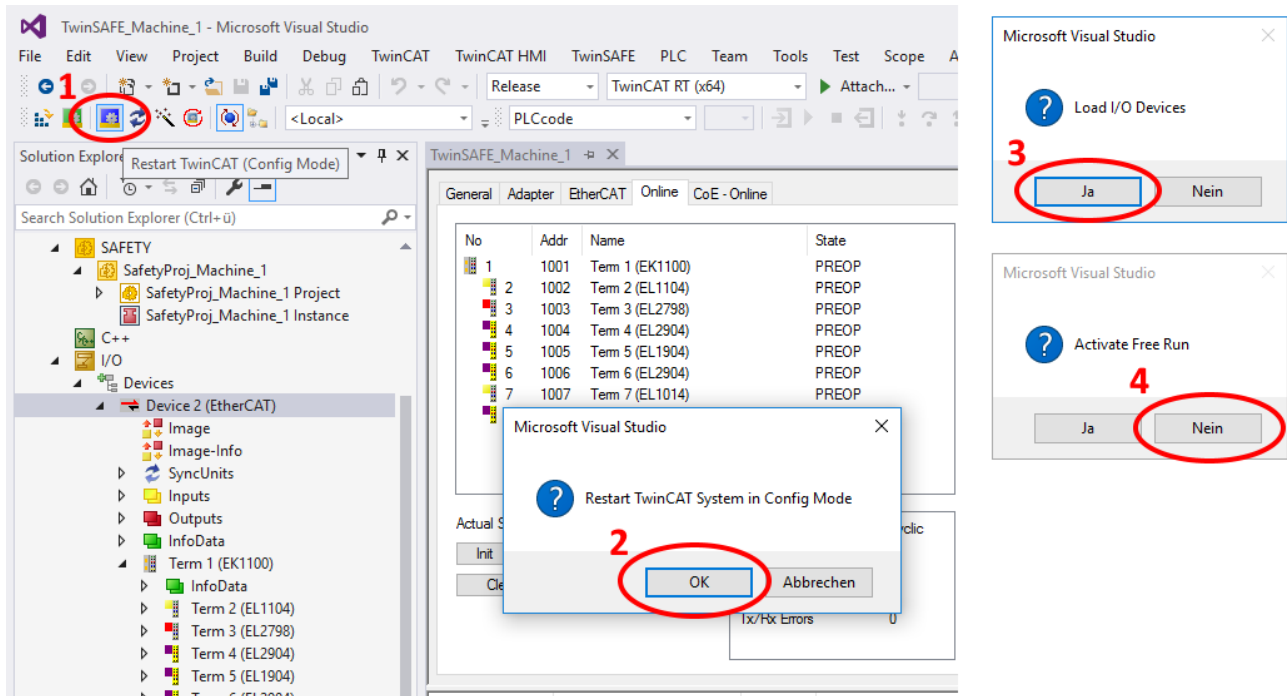 TwinSAFE_Machine_1 - Microsoft Visual Studio
File Edit View Project Build Debug TwinCAT TwinCAT HMI TwinSAFE PLC Team Tools Test Scope A
1
Release TwinCAT RT (x64) Attach...
<Local> PLCcode
Solution Explore
Restart TwinCAT (Config Mode)
Search Solution Explorer (Ctrl+ü)
SAFETY
SafetyProj_Machine_1
SafetyProj_Machine_1 Project
SafetyProj_Machine_1 Instance
C++
I/O
Devices
Device 2 (EtherCAT)
Image
Image-Info
SyncUnits
Inputs
Outputs
InfoData
Term 1 (EK1100)
InfoData
Term 2 (EL1104)
Term 3 (EL2798)
Term 4 (EL2904)
Term 5 (EL1904)
TwinSAFE_Machine_1
General Adapter EtherCAT Online CoE - Online
No Addr Name State
1 1001 Term 1 (EK1100) PREOP
2 1002 Term 2 (EL1104) PREOP
3 1003 Term 3 (EL2798) PREOP
4 1004 Term 4 (EL2904) PREOP
5 1005 Term 5 (EL1904) PREOP
6 1006 Term 6 (EL2904) PREOP
7 1007 Term 7 (EL1014) PREOP
Actual S
Init
Cle
yclic
Tx/Rx Errors 0
Microsoft Visual Studio
Restart TwinCAT System in Config Mode
2
OK Abbrechen
Microsoft Visual Studio
Load I/O Devices
3
Ja Nein
Microsoft Visual Studio
Activate Free Run
4
Ja Nein